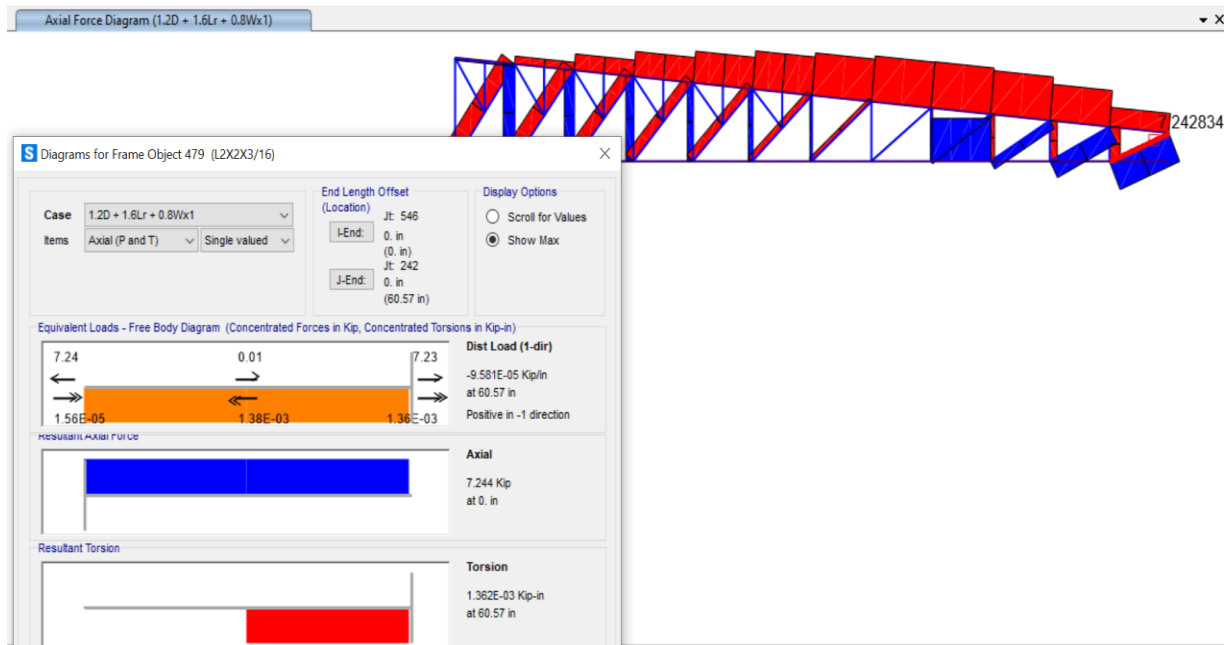 Axial Force Diagram (1.2D + 1.6Lr + 0.8Wx1)
7.242834
Diagrams for Frame Object 479 (L2X2X3/16)
Case
1.2D + 1.6Lr + 0.8Wx1
Items
Axial (P and T)
Single valued
End Length Offset
(Location)
I-End:
Jt: 546
0. in
(0. in)
J-End:
Jt: 242
0. in
(60.57 in)
Display Options
Scroll for Values
Show Max
Equivalent Loads - Free Body Diagram (Concentrated Forces in Kip, Concentrated Torsions in Kip-in)
7.24 0.01 7.23
1.56E-05 1.38E-03 1.36E-03
Dist Load (1-dir)
-9.581E-05 Kip/in
at 60.57 in
Positive in -1 direction
Resultant Axial Force
Axial
7.244 Kip
at 0. in
Resultant Torsion
Torsion
1.362E-03 Kip-in
at 60.57 in